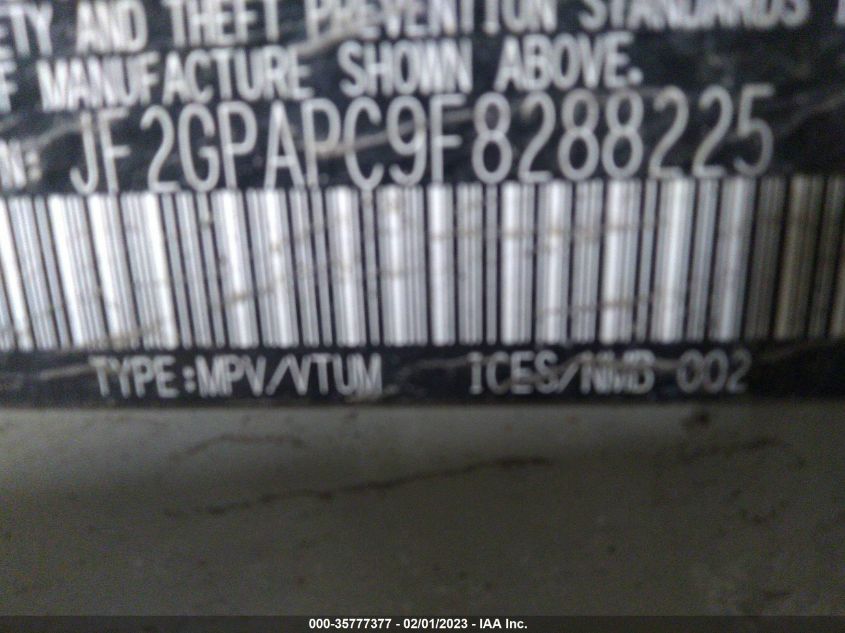 ETY AND THEFT PREVENTION STANDARDS
F MANUFACTURE SHOWN ABOVE.
N: JF2GPAPC9F8288225
TYPE:MPV/VTUM ICES/NMB-002
000-35777377 - 02/01/2023 - IAA Inc.